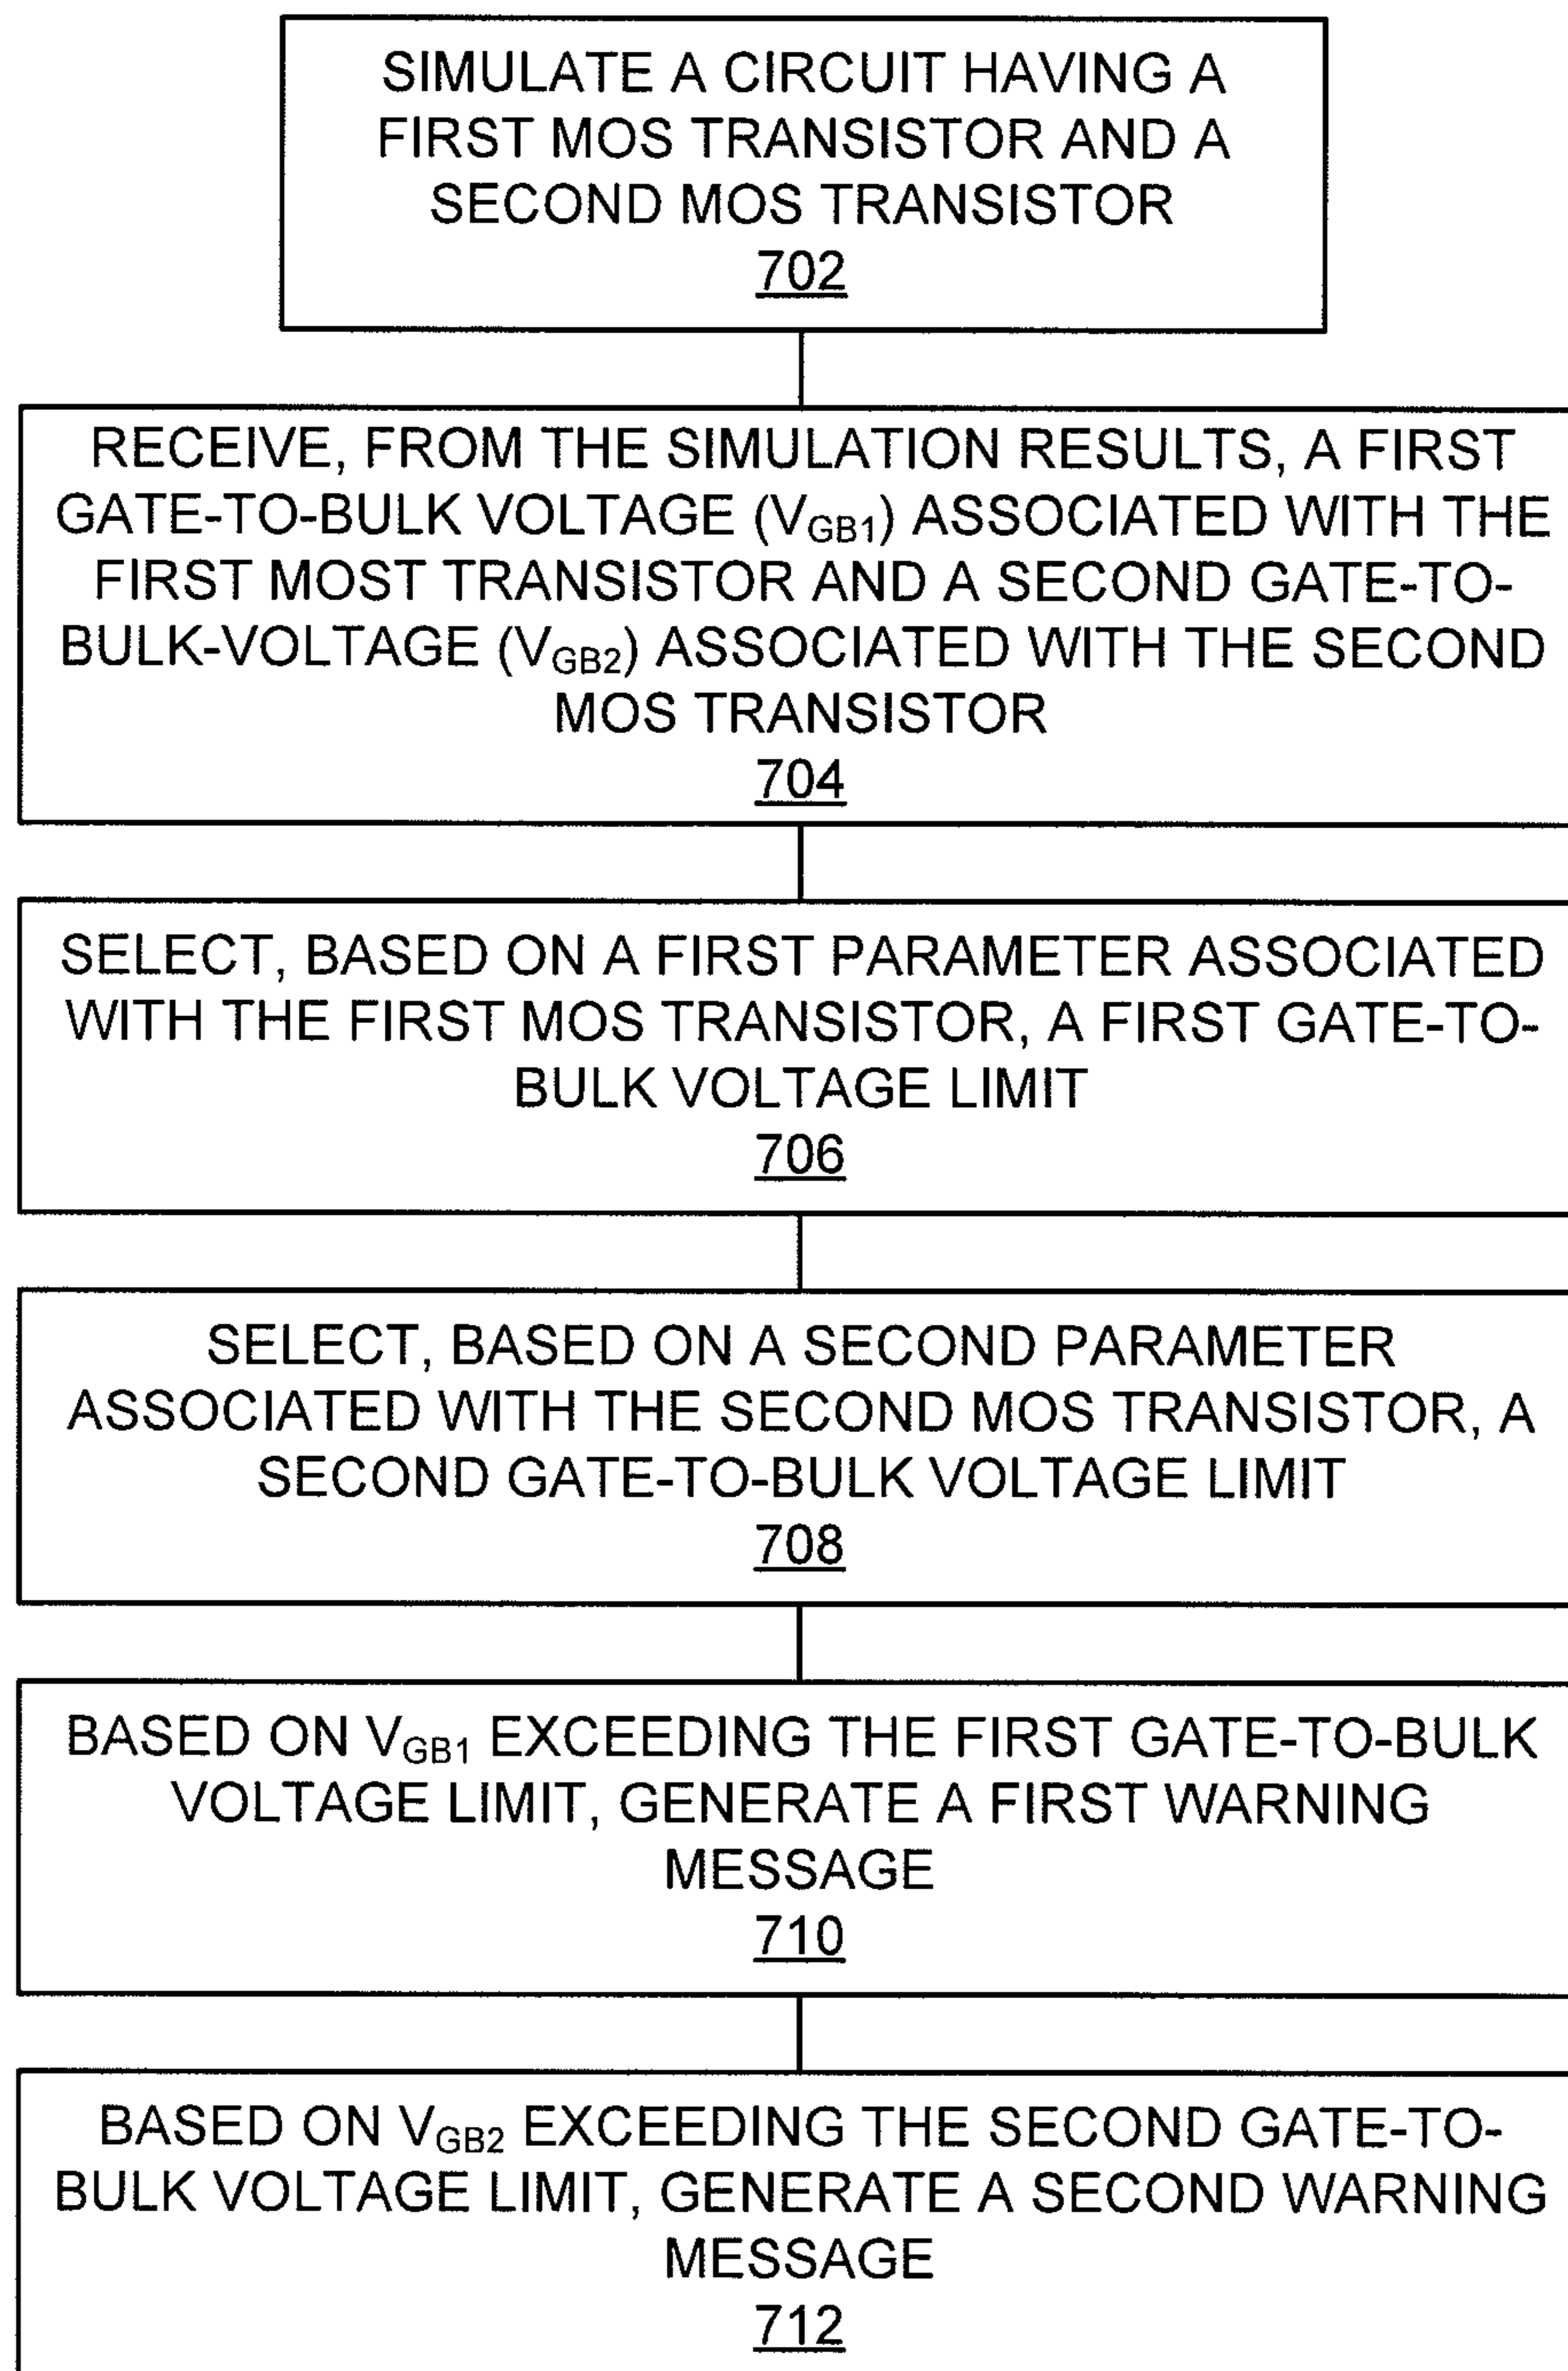 SIMULATE A CIRCUIT HAVING A
FIRST MOS TRANSISTOR AND A
SECOND MOS TRANSISTOR
702
RECEIVE, FROM THE SIMULATION RESULTS, A FIRST
GATE-TO-BULK VOLTAGE (VGB1) ASSOCIATED WITH THE
FIRST MOST TRANSISTOR AND A SECOND GATE-TO-
BULK-VOLTAGE (VGB2) ASSOCIATED WITH THE SECOND
MOS TRANSISTOR
704
SELECT, BASED ON A FIRST PARAMETER ASSOCIATED
WITH THE FIRST MOS TRANSISTOR, A FIRST GATE-TO-
BULK VOLTAGE LIMIT
706
SELECT, BASED ON A SECOND PARAMETER
ASSOCIATED WITH THE SECOND MOS TRANSISTOR, A
SECOND GATE-TO-BULK VOLTAGE LIMIT
708
BASED ON VGB1 EXCEEDING THE FIRST GATE-TO-BULK
VOLTAGE LIMIT, GENERATE A FIRST WARNING
MESSAGE
710
BASED ON VGB2 EXCEEDING THE SECOND GATE-TO-
BULK VOLTAGE LIMIT, GENERATE A SECOND WARNING
MESSAGE
712